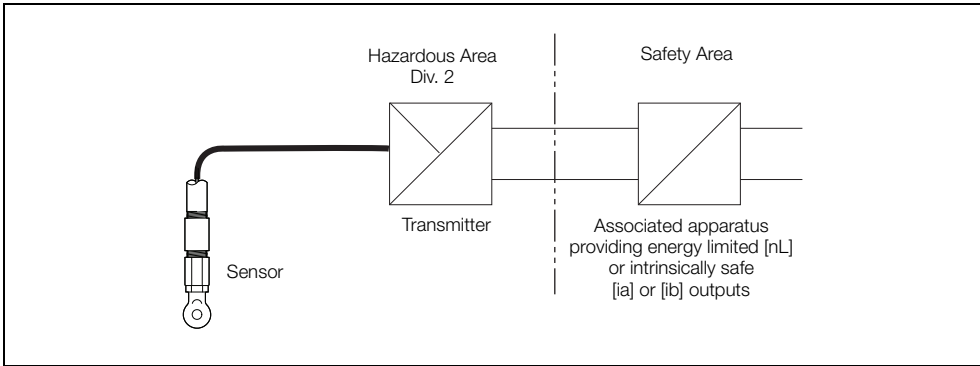 Hazardous Area
Div. 2
Safety Area
Transmitter
Associated apparatus
providing energy limited [nL]
or intrinsically safe
[ia] or [ib] outputs
Sensor